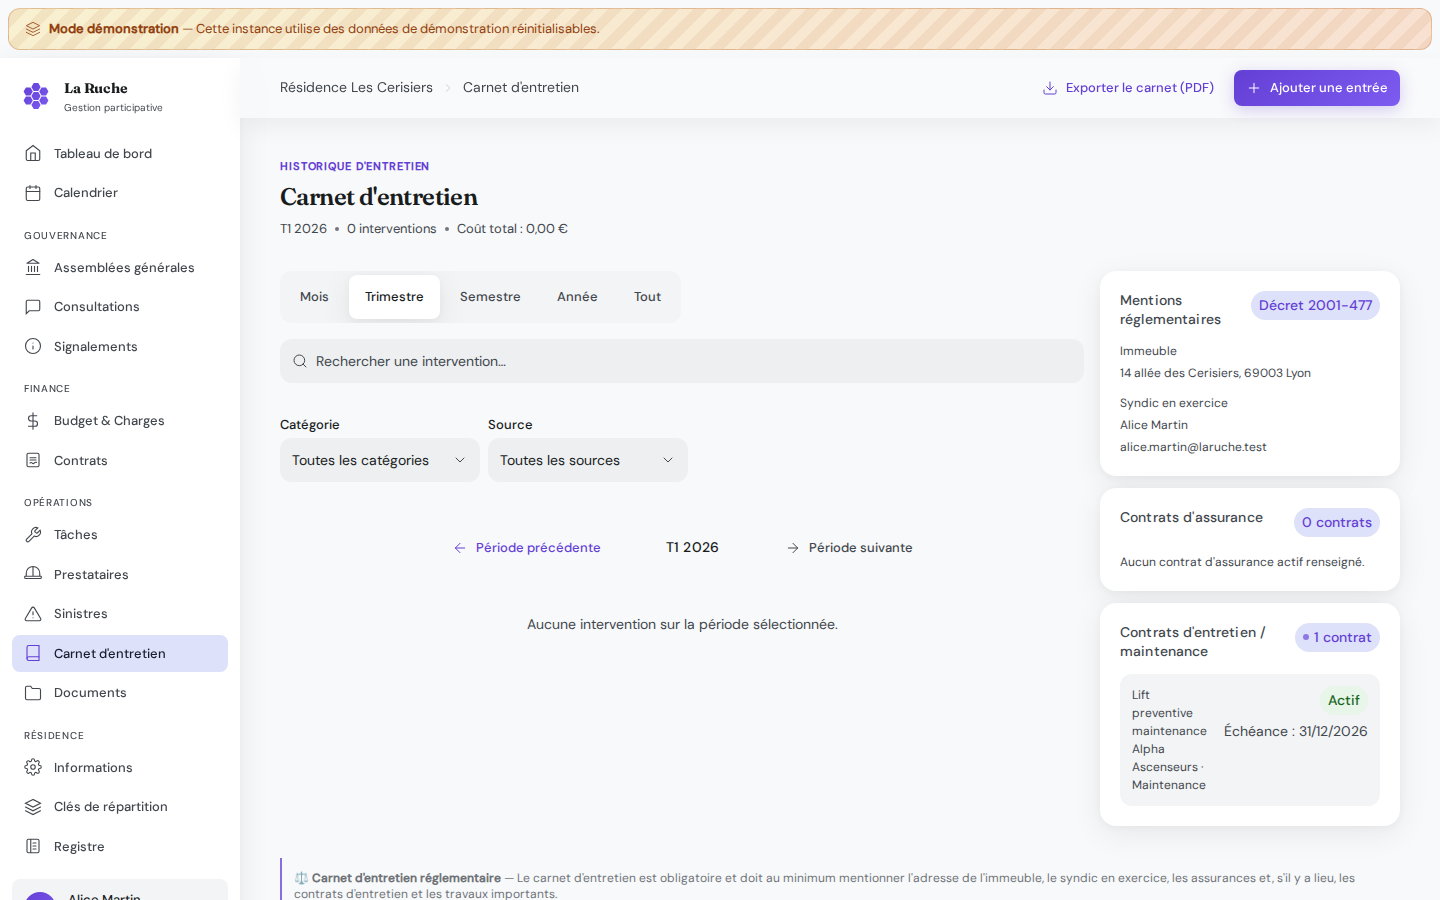 Mode démonstration — Cette instance utilise des données de démonstration réinitialisables.
La Ruche
Gestion participative
Tableau de bord
Calendrier
GOUVERNANCE
Assemblées générales
Consultations
Signalements
FINANCE
Budget & Charges
Contrats
OPÉRATIONS
Tâches
Prestataires
Sinistres
Carnet d'entretien
Documents
RÉSIDENCE
Informations
Clés de répartition
Registre
Alice Martin
Résidence Les Cerisiers › Carnet d'entretien
Exporter le carnet (PDF)
Ajouter une entrée
HISTORIQUE D'ENTRETIEN
Carnet d'entretien
T1 2026 • 0 interventions • Coût total : 0,00 €
Mois Trimestre Semestre Année Tout
Rechercher une intervention...
Catégorie Source
Toutes les catégories Toutes les sources
Période précédente T1 2026 Période suivante
Aucune intervention sur la période sélectionnée.
Mentions
réglementaires
Décret 2001-477
Immeuble
14 allée des Cerisiers, 69003 Lyon
Syndic en exercice
Alice Martin
alice.martin@laruche.test
Contrats d'assurance
0 contrats
Aucun contrat d'assurance actif renseigné.
Contrats d'entretien /
maintenance
1 contrat
Lift
preventive
maintenance
Alpha
Ascenseurs ·
Maintenance
Actif
Échéance : 31/12/2026
⚖️ Carnet d'entretien réglementaire — Le carnet d'entretien est obligatoire et doit au minimum mentionner l'adresse de l'immeuble, le syndic en exercice, les assurances et, s'il y a lieu, les
contrats d'entretien et les travaux importants.